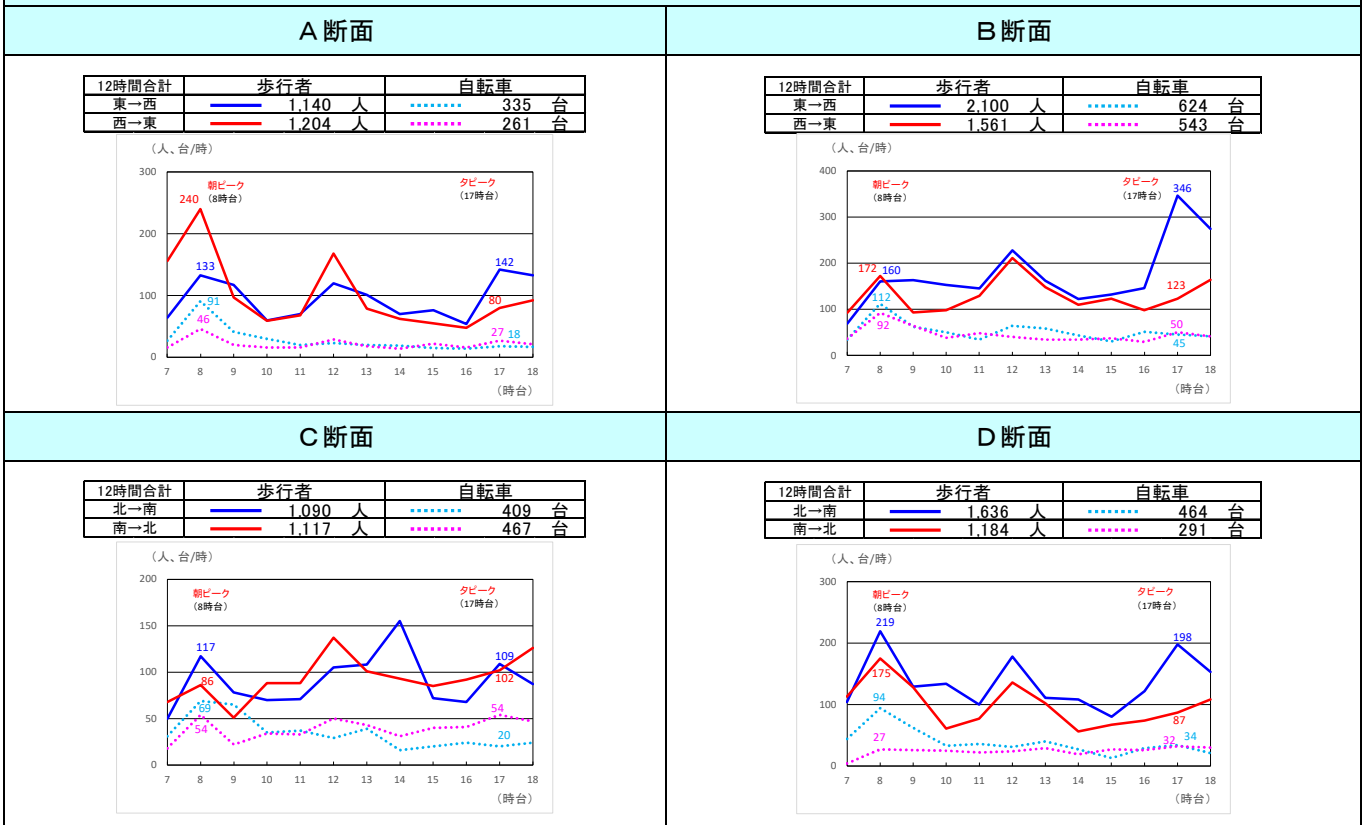 A断面
B断面
12時間合計 歩行者 自転車
東→西 1,140 人 335 台
西→東 1,204 人 261 台
(人、台/時)
300
朝ピーク
夕ピーク
240
(8時台)
(17時台)
200
133
142
100
91
80
46
27
18
0
7 8 9 10 11 12 13 14 15 16 17 18
(時台)
12時間合計 歩行者 自転車
東→西 2,100 人 624 台
西→東 1,561 人 543 台
(人、台/時)
400
朝ピーク
夕ピーク
(8時台)
(17時台)
346
300
200
172
160
123
112
100
92
50
45
0
7 8 9 10 11 12 13 14 15 16 17 18
(時台)
C断面
D断面
12時間合計 歩行者 自転車
北→南 1,090 人 409 台
南→北 1,117 人 467 台
(人、台/時)
200
朝ピーク
夕ピーク
(8時台)
(17時台)
150
117
109
100
86
102
69
54
54
50
20
0
7 8 9 10 11 12 13 14 15 16 17 18
(時台)
12時間合計 歩行者 自転車
北→南 1,636 人 464 台
南→北 1,184 人 291 台
(人、台/時)
300
朝ピーク
夕ピーク
(8時台)
(17時台)
219
198
200
175
94
100
87
27
32
34
0
7 8 9 10 11 12 13 14 15 16 17 18
(時台)